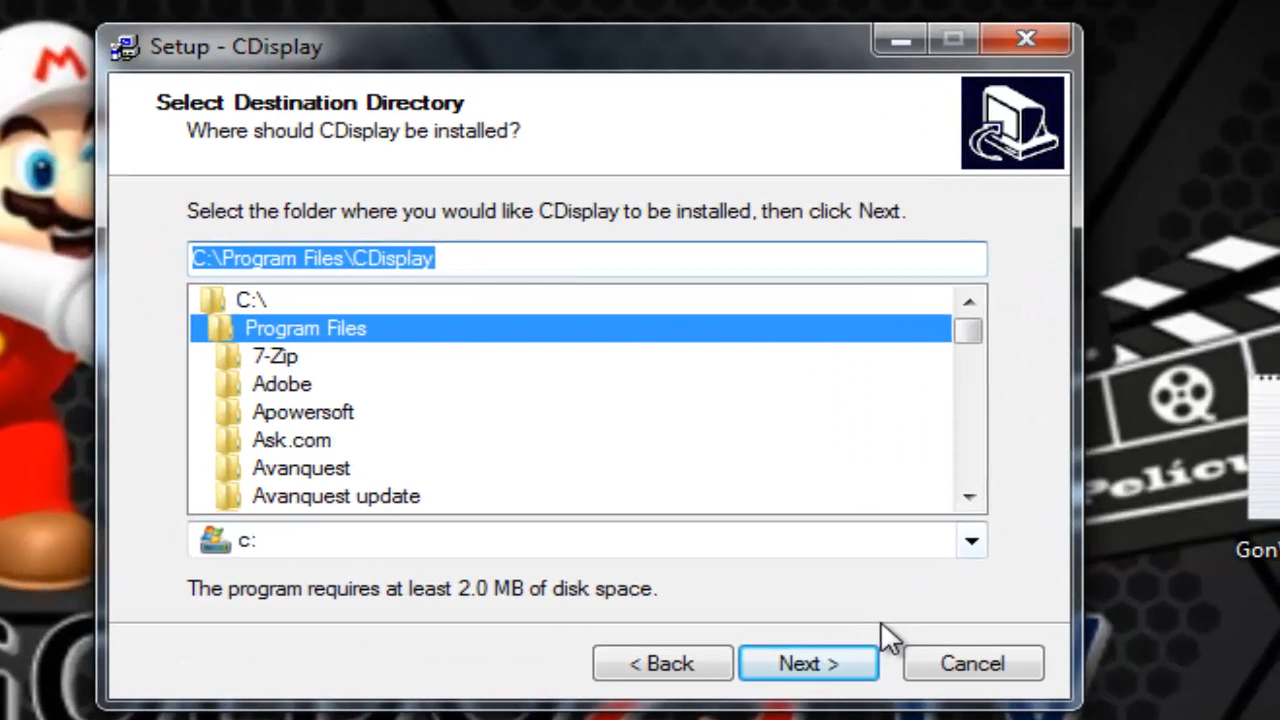 M
Setup - CDisplay
Select Destination Directory
Where should CDisplay be installed?
Select the folder where you would like CDisplay to be installed, then click Next.
C:\Program Files\CDisplay
C:\
Program Files
7-Zip
Adobe
Apowersoft
Ask.com
Avanquest
Avanquest update
c:
The program requires at least 2.0 MB of disk space.
< Back
Next >
Cancel